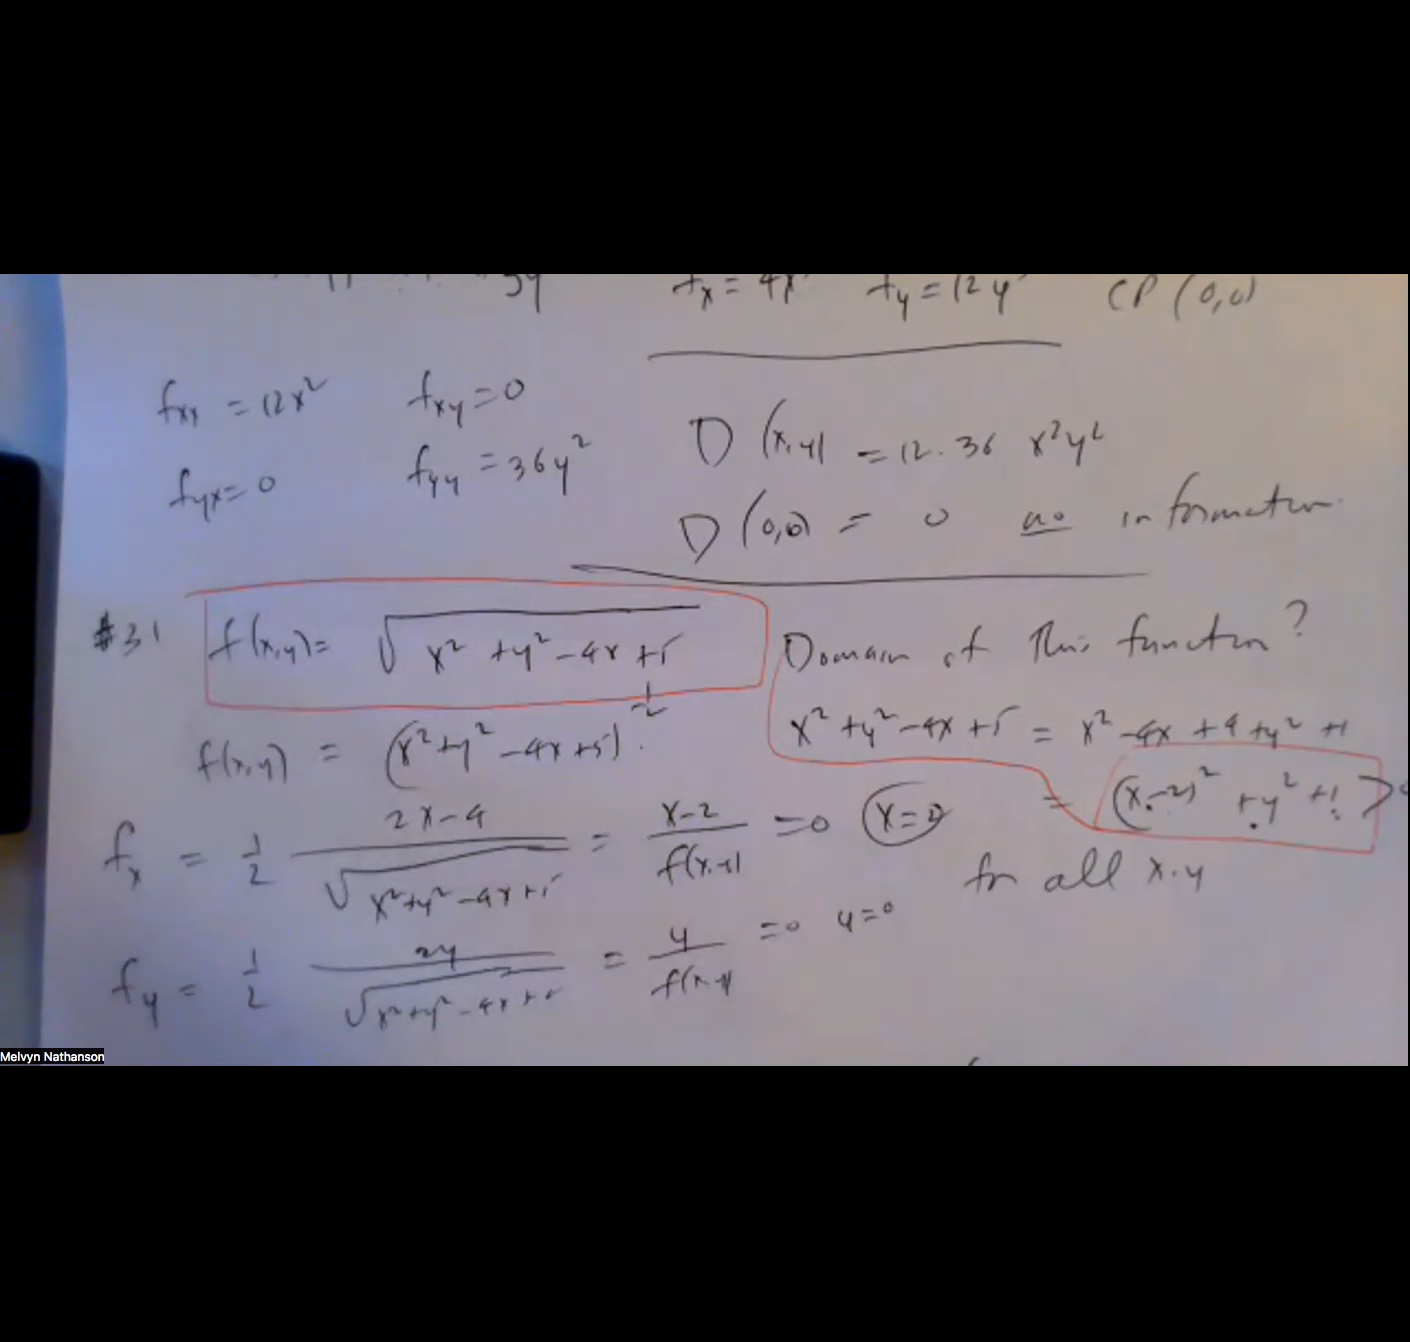 fx = 4x³ fy = 12y³ CP (0,0)
fxx = 12x² fxy = 0
fyx = 0 fyy = 36y²
D(x,y) = 12·36 x²y²
D(0,0) = 0 no information
#31 f(x,y) = √x²+y²-4x+5 Domain of this function?
f(x,y) = (x²+y²-4x+5)^1/2 x²+y²-4x+5 = x²-4x+4+y²+1
= (x-2)²+y²+1 > 0
fx = 1/2 2x-4/√x²+y²-4x+5 = x-2/f(x,y) = 0 x=2 for all x,y
fy = 1/2 2y/√x²+y²-4x+5 = y/f(x,y) = 0 y=0
Melvyn Nathanson